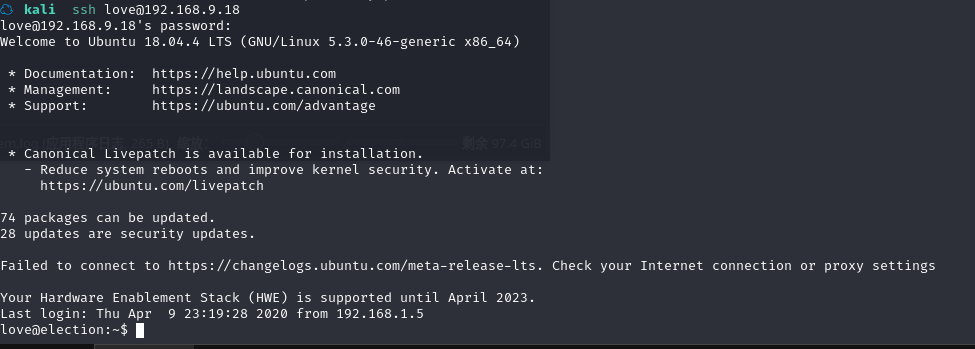 kali ssh love@192.168.9.18
love@192.168.9.18's password:
Welcome to Ubuntu 18.04.4 LTS (GNU/Linux 5.3.0-46-generic x86_64)
* Documentation: https://help.ubuntu.com
* Management: https://landscape.canonical.com
* Support: https://ubuntu.com/advantage
剩余 97.4 GiB
* Canonical Livepatch is available for installation.
- Reduce system reboots and improve kernel security. Activate at:
https://ubuntu.com/livepatch
74 packages can be updated.
28 updates are security updates.
Failed to connect to https://changelogs.ubuntu.com/meta-release-lts. Check your Internet connection or proxy settings
Your Hardware Enablement Stack (HWE) is supported until April 2023.
Last login: Thu Apr  9 23:19:28 2020 from 192.168.1.5
love@election:~$